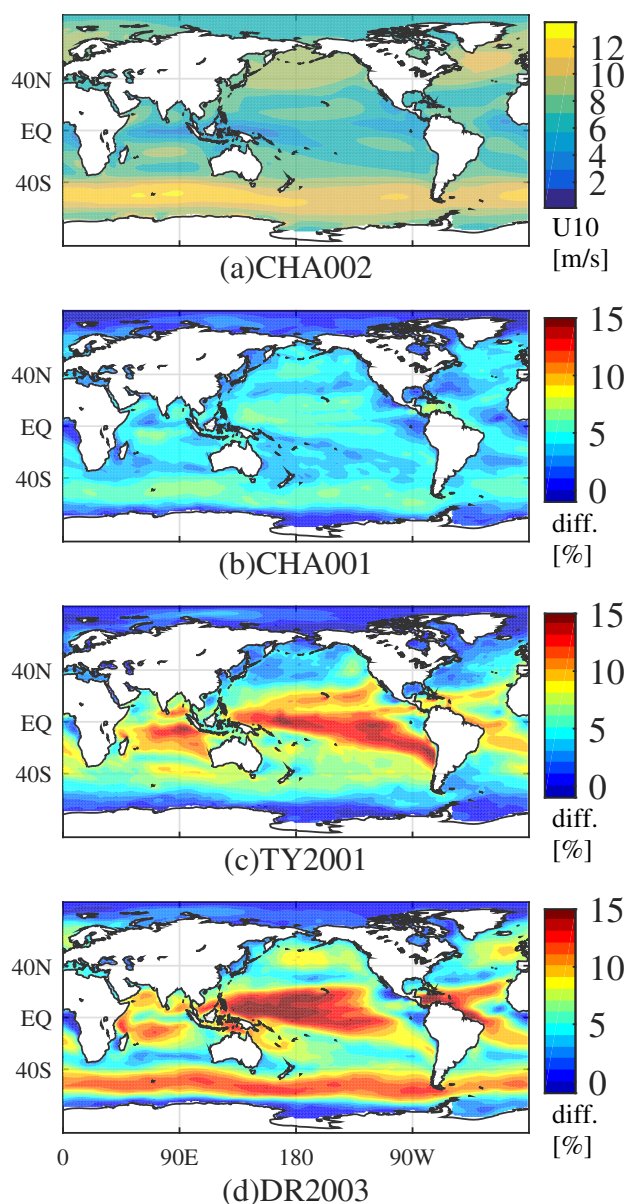 12
40N
10
8
EQ
6
4
40S
2
U10
[m/s]
(a)CHA002
15
40N
10
EQ
5
40S
0
diff.
[%]
(b)CHA001
15
40N
10
EQ
5
40S
0
diff.
[%]
(c)TY2001
15
40N
10
EQ
5
40S
0
diff.
[%]
0 90E 180 90W
(d)DR2003